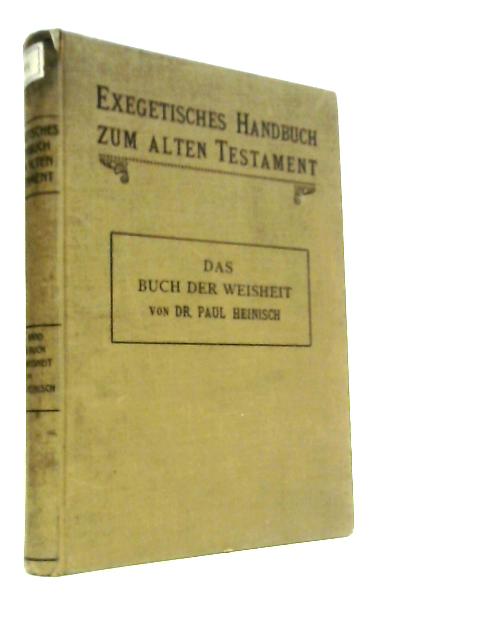 EXEGETISCHES HANDBUCH
ZUM ALTEN TESTAMENT
DAS
BUCH DER WEISHEIT
VON DR. PAUL HEINISCH